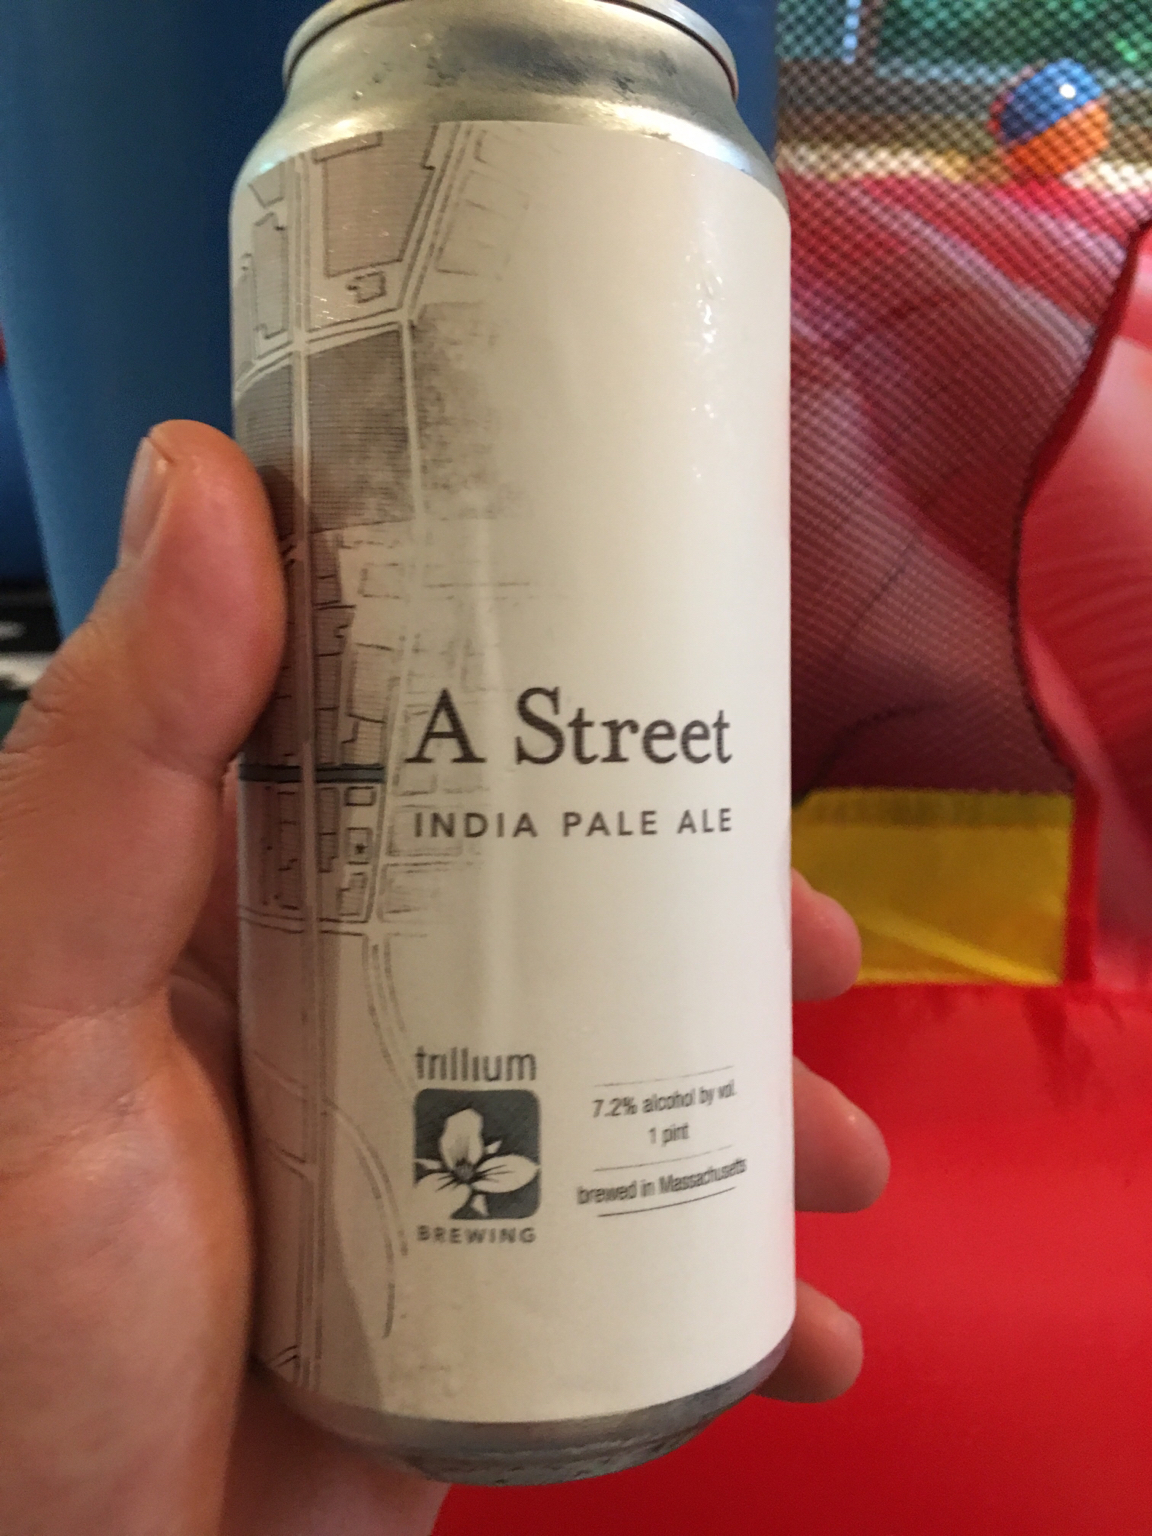 A Street
INDIA PALE ALE
trillium
BREWING
7.2% alcohol by vol.
1 pint
brewed in Massachusetts